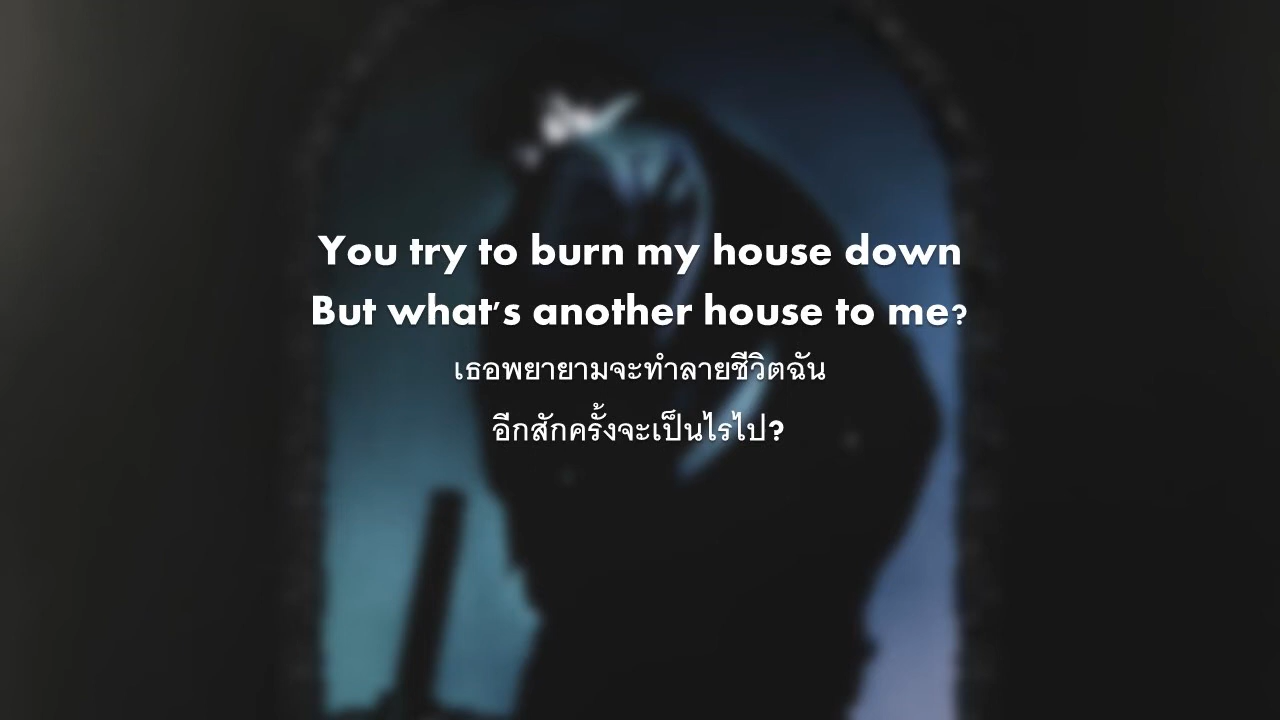 You try to burn my house down
But what's another house to me?
เธอพยายามจะทำลายชีวิตฉัน
อีกสักครั้งจะเป็นไรไป?